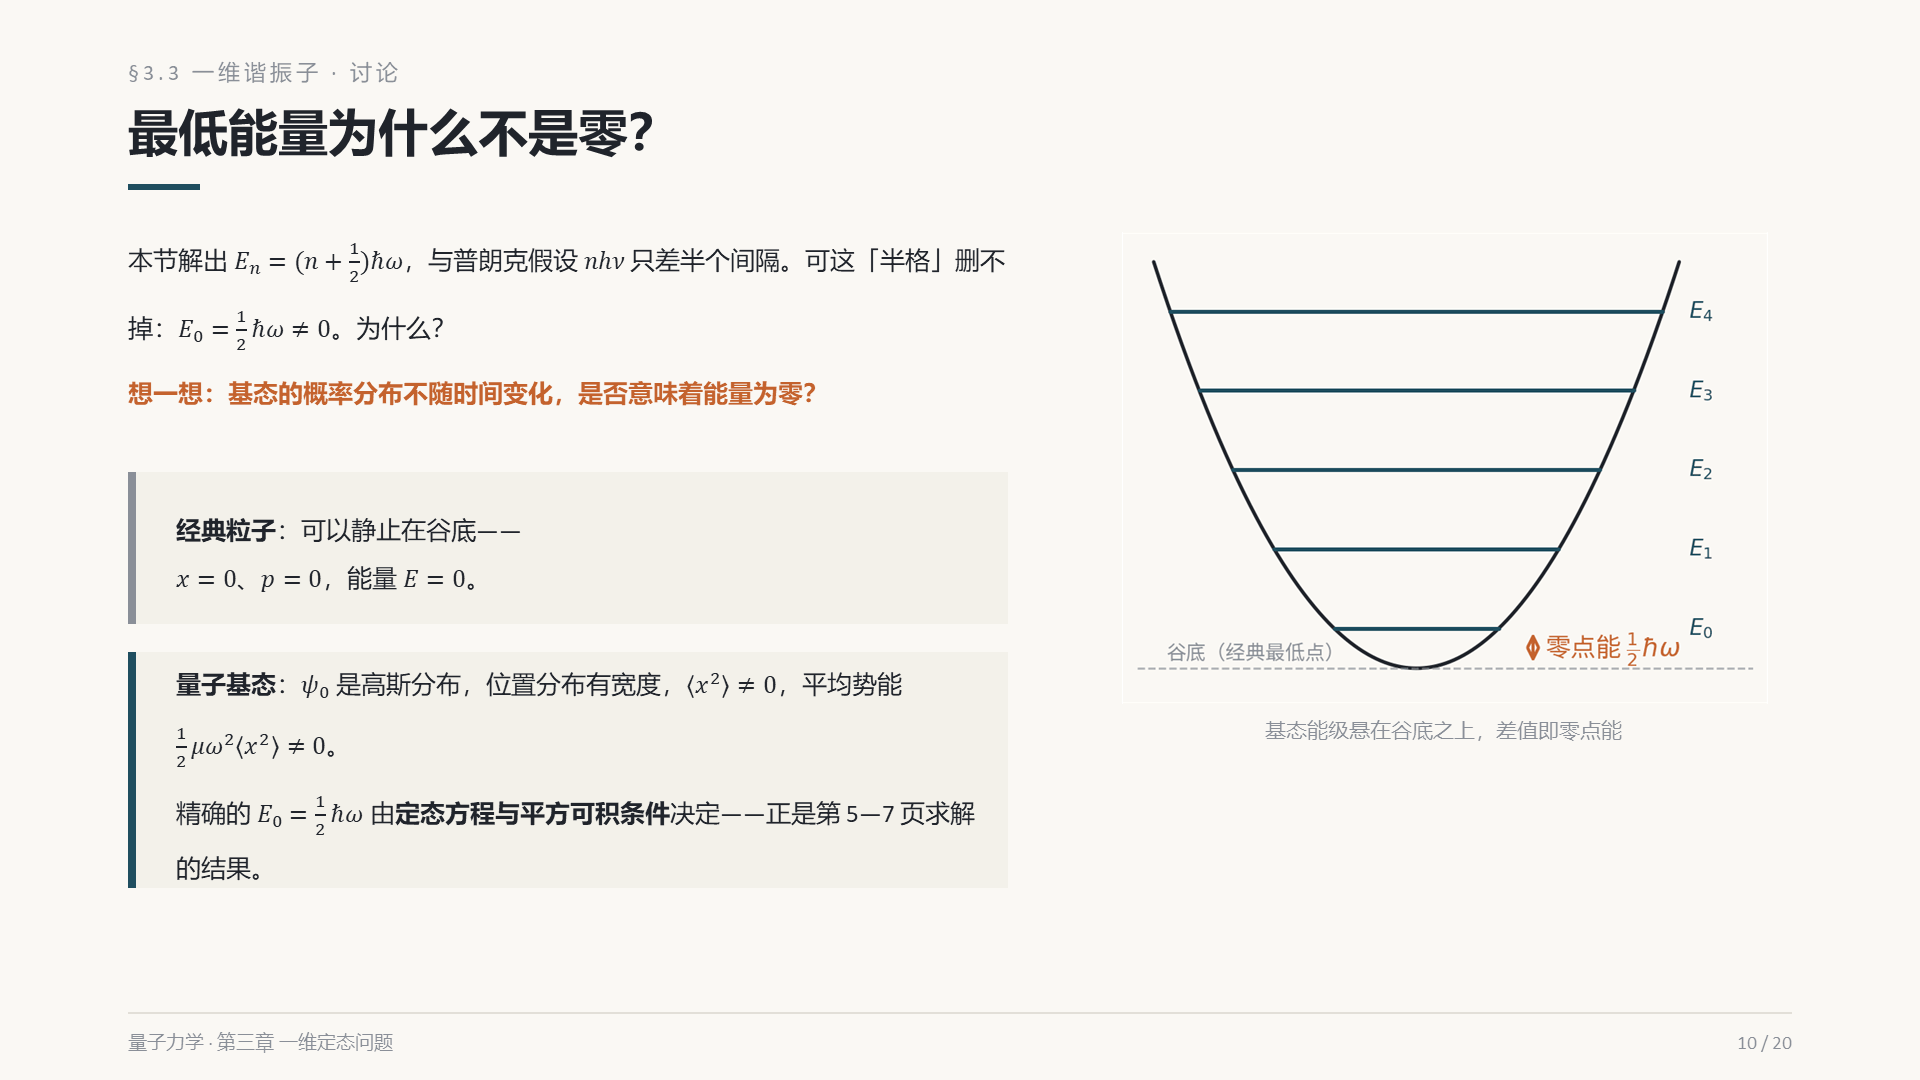 §3.3 一维谐振子 · 讨论
最低能量为什么不是零？
本节解出 Eₙ = (n + 1/2)ℏω，与普朗克假设 nhν 只差半个间隔。可这「半格」删不
掉：E₀ = 1/2 ℏω ≠ 0。为什么？
想一想：基态的概率分布不随时间变化，是否意味着能量为零？
经典粒子：可以静止在谷底——
x = 0、p = 0，能量 E = 0。
量子基态：ψ₀ 是高斯分布，位置分布有宽度，⟨x²⟩ ≠ 0，平均势能
1/2 μω²⟨x²⟩ ≠ 0。
精确的 E₀ = 1/2 ℏω 由定态方程与平方可积条件决定——正是第 5—7 页求解
的结果。
E₄
E₃
E₂
E₁
E₀
零点能 1/2 ℏω
谷底（经典最低点）
基态能级悬在谷底之上，差值即零点能
量子力学 · 第三章 一维定态问题
10 / 20